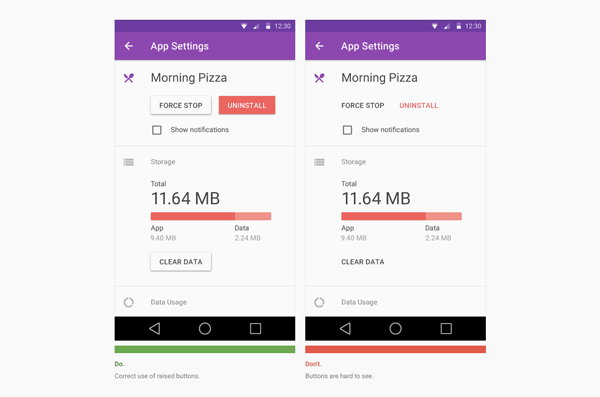 12:30
App Settings
Morning Pizza
FORCE STOP UNINSTALL
Show notifications
Storage
Total
11.64 MB
App Data
9.40 MB 2.24 MB
CLEAR DATA
Data Usage
Do.
Correct use of raised buttons.
12:30
App Settings
Morning Pizza
FORCE STOP UNINSTALL
Show notifications
Storage
Total
11.64 MB
App Data
9.40 MB 2.24 MB
CLEAR DATA
Data Usage
Don't.
Buttons are hard to see.